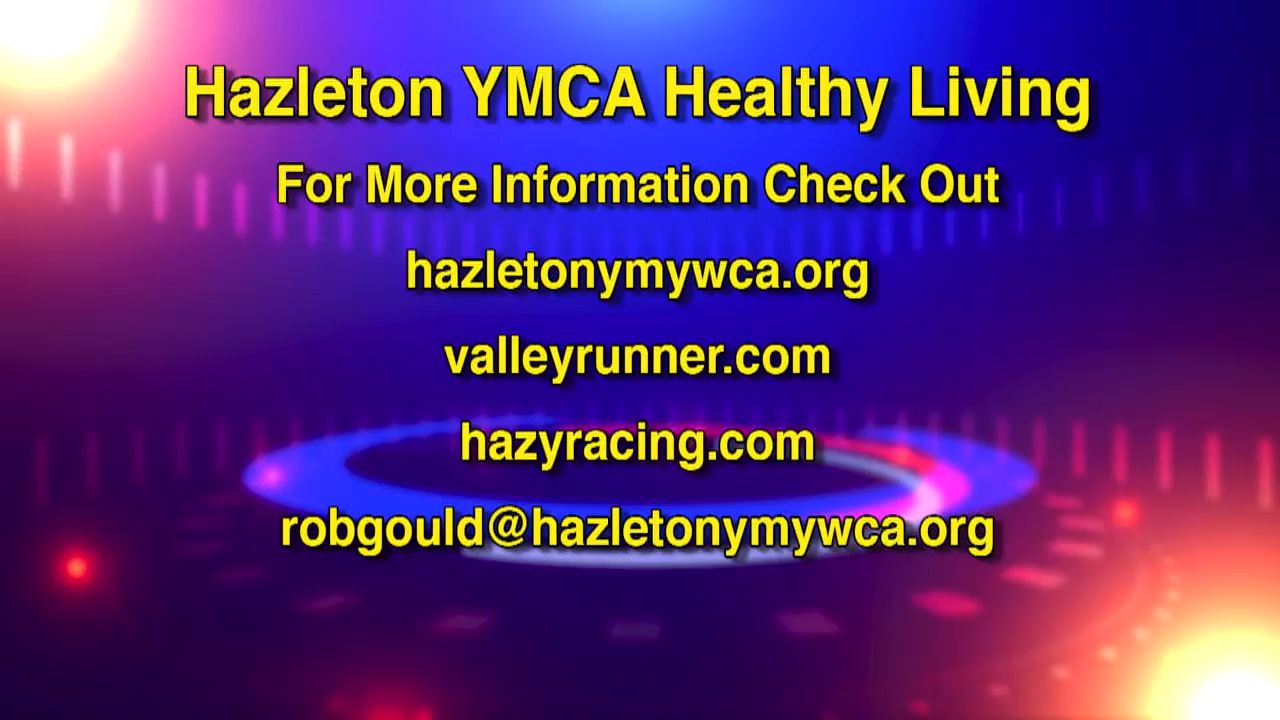 Hazleton YMCA Healthy Living
For More Information Check Out
hazletonymywca.org
valleyrunner.com
hazyracing.com
robgould@hazletonymywca.org